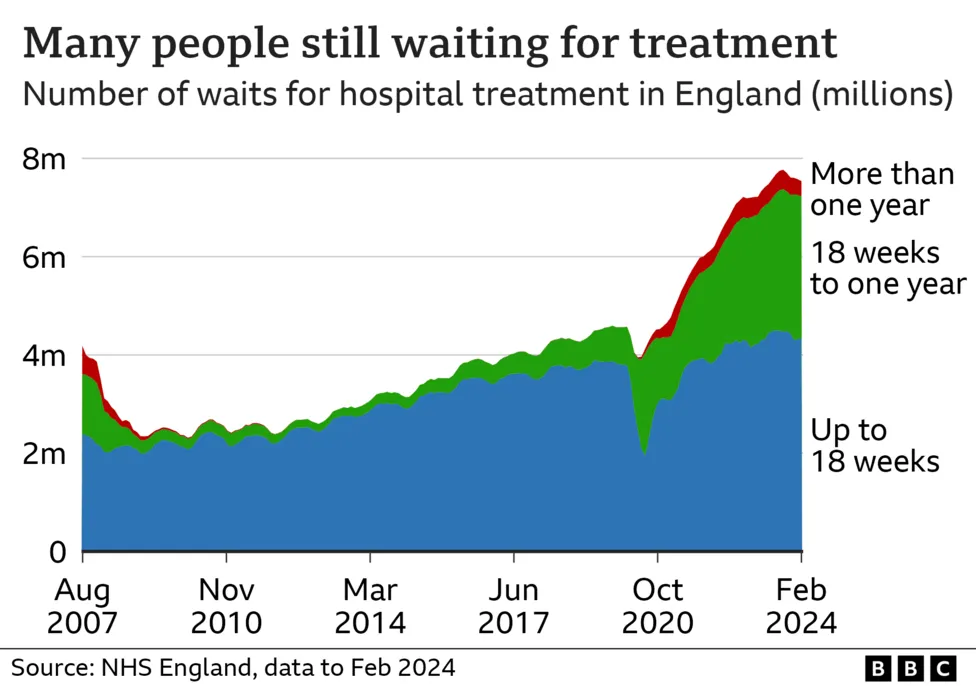 Many people still waiting for treatment
Number of waits for hospital treatment in England (millions)
8m
6m
4m
2m
0
More than
one year
18 weeks
to one year
Up to
18 weeks
Aug
2007
Nov
2010
Mar
2014
Jun
2017
Oct
2020
Feb
2024
Source: NHS England, data to Feb 2024
BBC